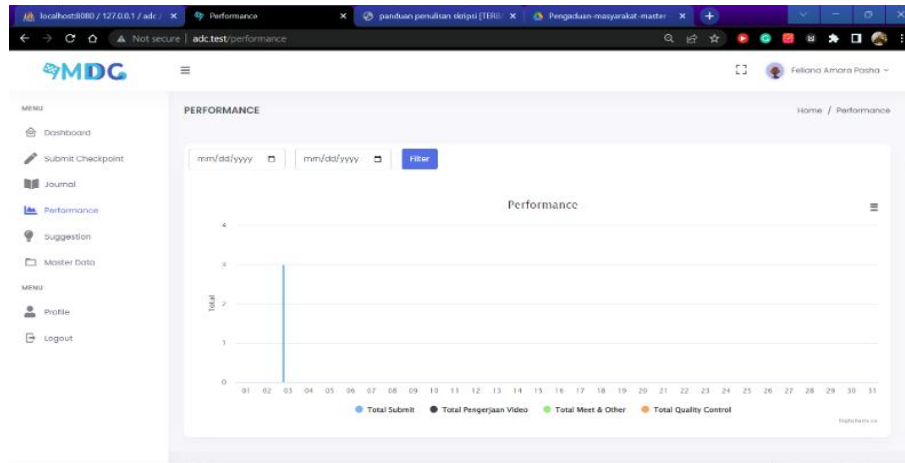 localhost:8080 / 127.0.0.1 / adc
Performance
panduan penulisan skripsi [TERB
Pengaduan-masyarakat-master
Not secure | adc.test/performance
MDG
Feliana Amara Pasha
MENU
PERFORMANCE
Home / Performance
Dashboard
Submit Checkpoint
Journal
Performance
Suggestion
Master Data
MENU
Profile
Logout
mm/dd/yyyy
mm/dd/yyyy
Filter
Performance
Total
4
3
2
1
0
01 02 03 04 05 06 07 08 09 10 11 12 13 14 15 16 17 18 19 20 21 22 23 24 25 26 27 28 29 30 31
Total Submit Total Pengerjaan Video Total Meet & Other Total Quality Control
Highcharts.com